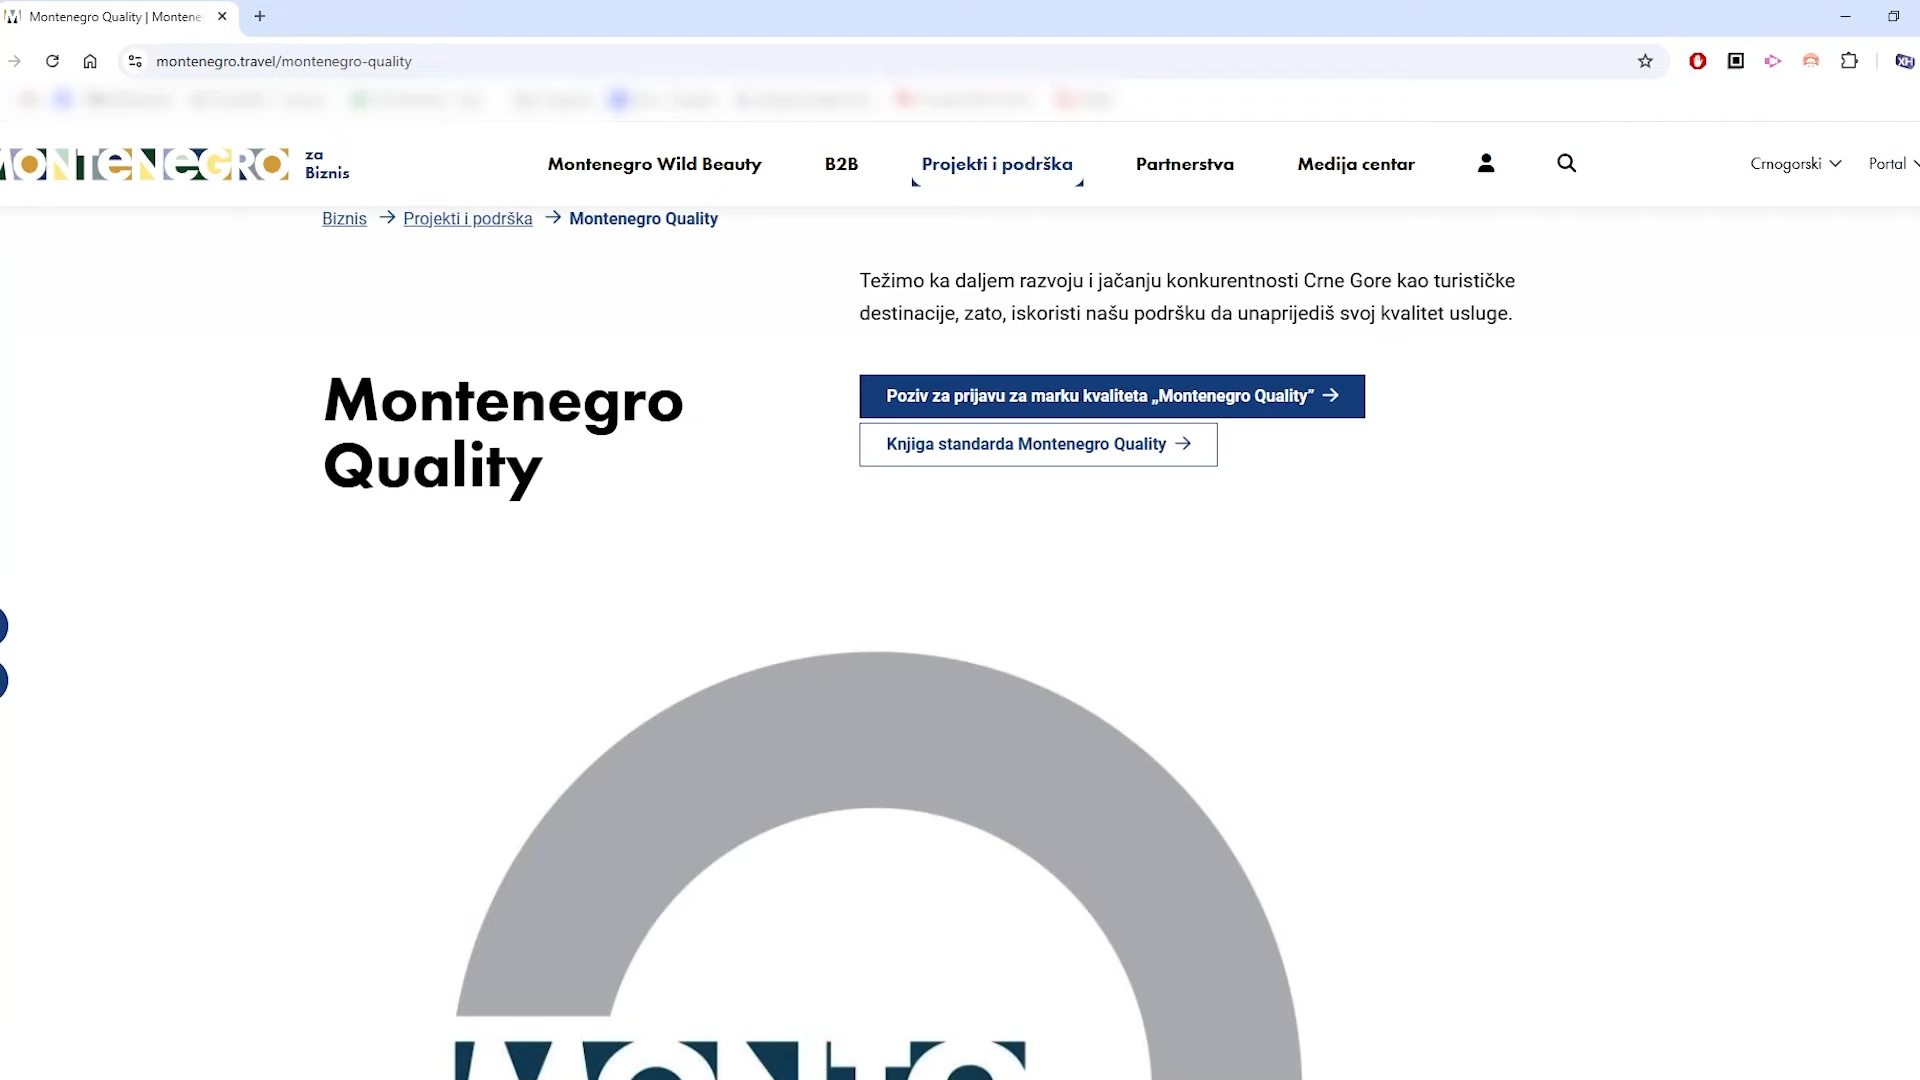 Montenegro Quality | Montene
montenegro.travel/montenegro-quality
MONTENEGRO
za
Biznis
Montenegro Wild Beauty
B2B
Projekti i podrška
Partnerstva
Medija centar
Crnogorski
Portal
Biznis → Projekti i podrška → Montenegro Quality
Težimo ka daljem razvoju i jačanju konkurentnosti Crne Gore kao turističke
destinacije, zato, iskoristi našu podršku da unaprijediš svoj kvalitet usluge.
Montenegro
Quality
Poziv za prijavu za marku kvaliteta „Montenegro Quality” →
Knjiga standarda Montenegro Quality →